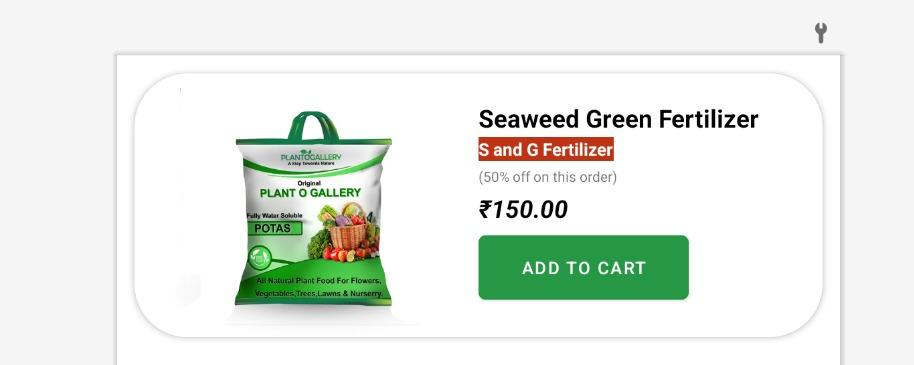 PLANTOGALLERY
A Step Towards Nature
Original
PLANT O GALLERY
Fully Water Soluble
POTAS
All Natural Plant Food For Flowers,
Vegetables,Trees,Lawns & Nurserry.
Seaweed Green Fertilizer
S and G Fertilizer
(50% off on this order)
₹150.00
ADD TO CART